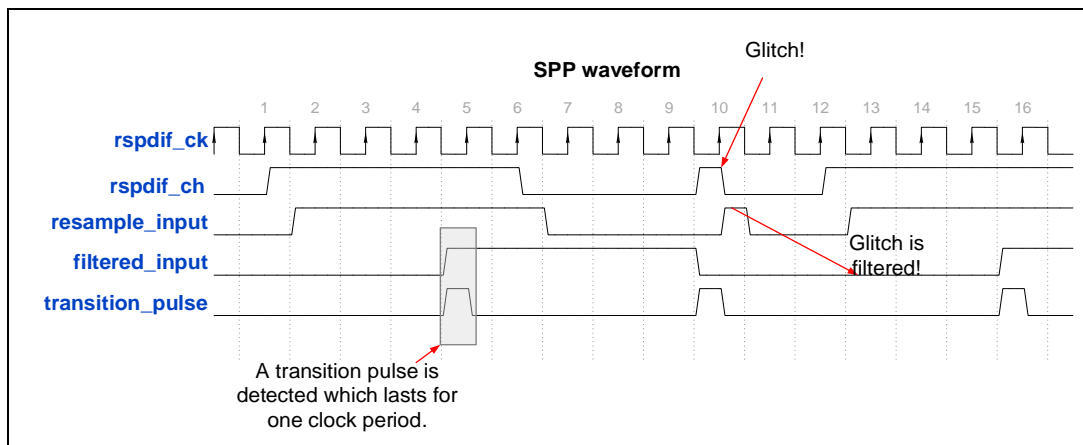 Glitch!
SPP waveform
1 2 3 4 5 6 7 8 9 10 11 12 13 14 15 16
rspdif_ck
rspdif_ch
resample_input
filtered_input
transition_pulse
Glitch is
filtered!
A transition pulse is
detected which lasts for
one clock period.